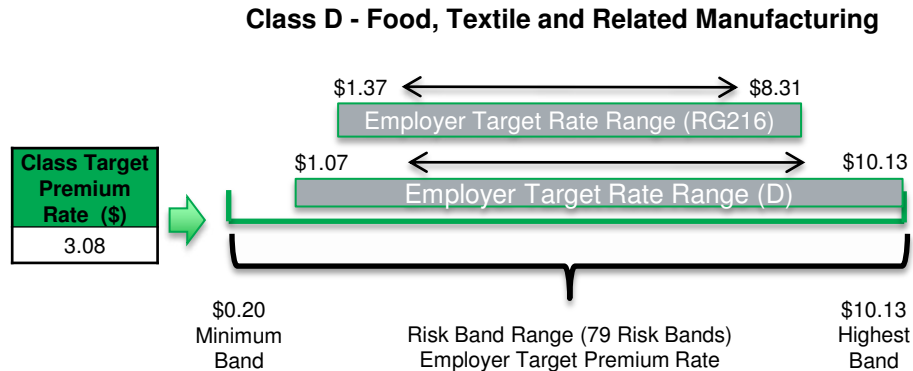 Class D - Food, Textile and Related Manufacturing
$1.37
$8.31
Employer Target Rate Range (RG216)
$1.07
$10.13
Employer Target Rate Range (D)
Class Target
Premium
Rate ($)
3.08
$0.20
Minimum
Band
Risk Band Range (79 Risk Bands)
Employer Target Premium Rate
$10.13
Highest
Band